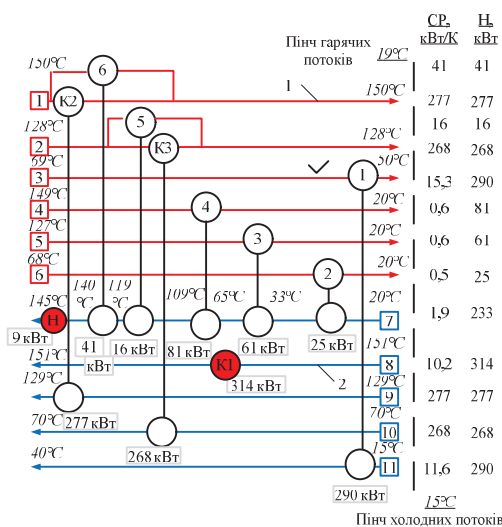 CP, H,
кВт/К кВт
Пінч гарячих
потоків
19°C
150°C 6 41 41
1 К2 1 150°C 277 277
128°C 5 16 16
2 К3 128°C 268 268
69°C 50°C
3 1 15,3 290
149°C
4 4 20°C 0,6 81
127°C
5 3 20°C 0,6 61
68°C
6 2 20°C 0,5 25
140°C 119°C 109°C 65°C 33°C
145°C 20°C
H 7 1,9 233
9 кВт 41 кВт 16 кВт 81 кВт 61 кВт 25 кВт
151°C К1 151°C
8 10,2 314
314 кВт 2
129°C 129°C
9 277 277
277 кВт
70°C 70°C
10 268 268
268 кВт
40°C 15°C
11 11,6 290
290 кВт
15°C
Пінч холодних потоків